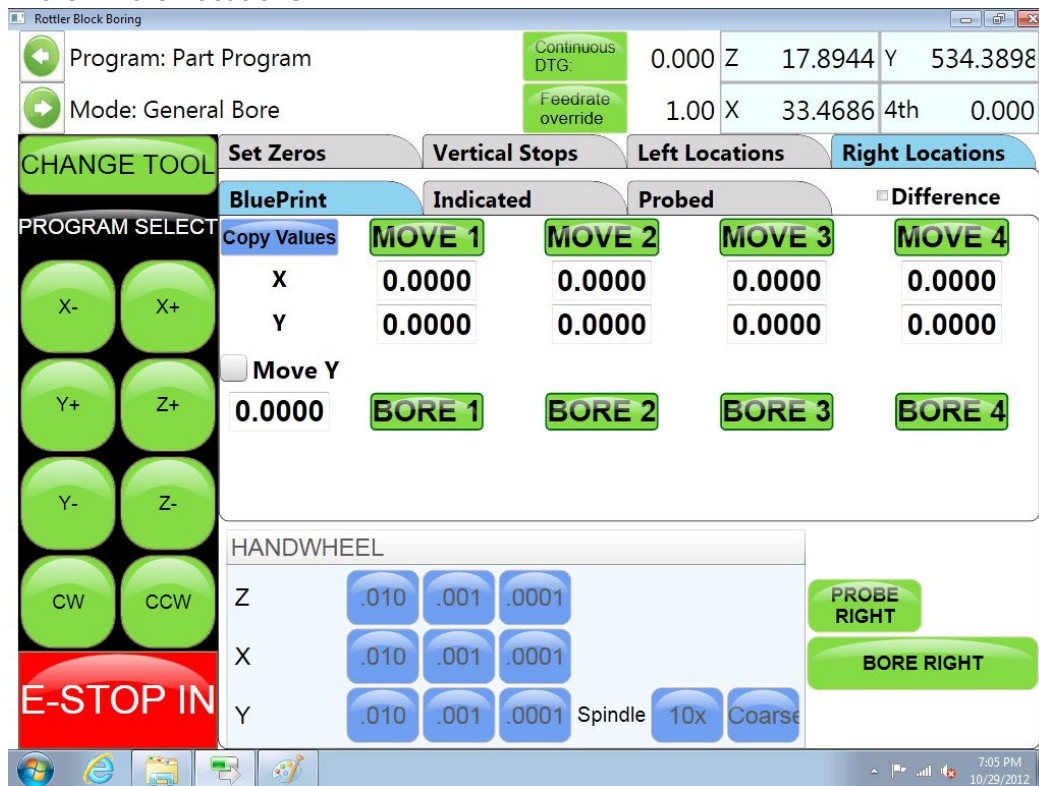 Rottler Block Boring
Program: Part Program
Continuous DTG: 0.000 Z 17.8944 Y 534.3898
Mode: General Bore
Feedrate override 1.00 X 33.4686 4th 0.000
CHANGE TOOL
Set Zeros Vertical Stops Left Locations Right Locations
BluePrint Indicated Probed Difference
PROGRAM SELECT
Copy Values MOVE 1 MOVE 2 MOVE 3 MOVE 4
X 0.0000 0.0000 0.0000 0.0000
Y 0.0000 0.0000 0.0000 0.0000
Move Y
0.0000 BORE 1 BORE 2 BORE 3 BORE 4
X- X+
Y+ Z+
Y- Z-
CW CCW
E-STOP IN
HANDWHEEL
Z .010 .001 .0001
X .010 .001 .0001
Y .010 .001 .0001 Spindle 10x Coarse
PROBE
RIGHT
BORE RIGHT
7:05 PM
10/29/2012